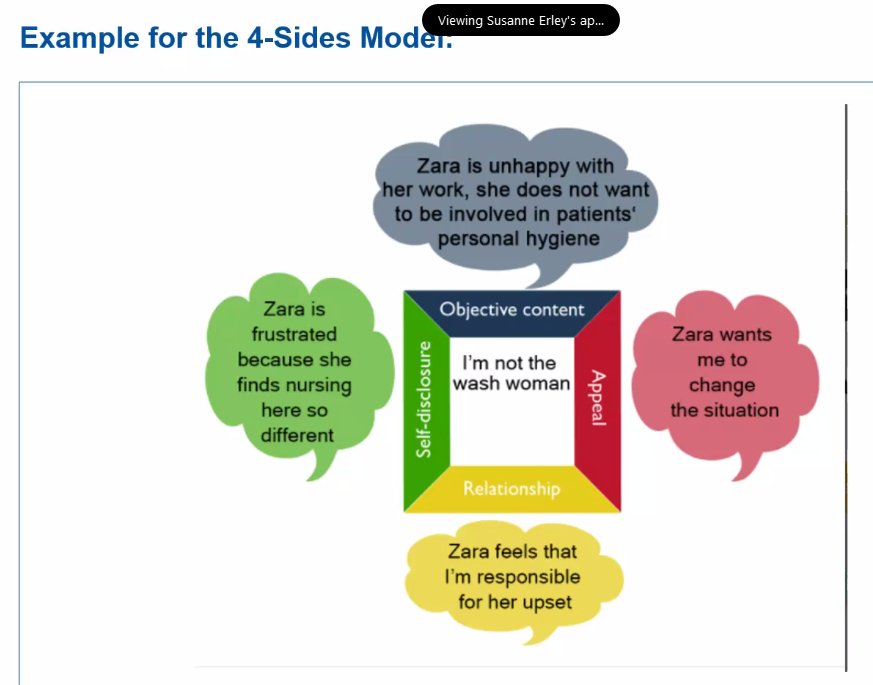 Viewing Susanne Erley's ap...
Example for the 4-Sides Model:
Zara is unhappy with
her work, she does not want
to be involved in patients‘
personal hygiene
Zara is
frustrated
because she
finds nursing
here so
different
Objective content
Self-disclosure
I’m not the
wash woman
Appeal
Relationship
Zara wants
me to
change
the situation
Zara feels that
I’m responsible
for her upset